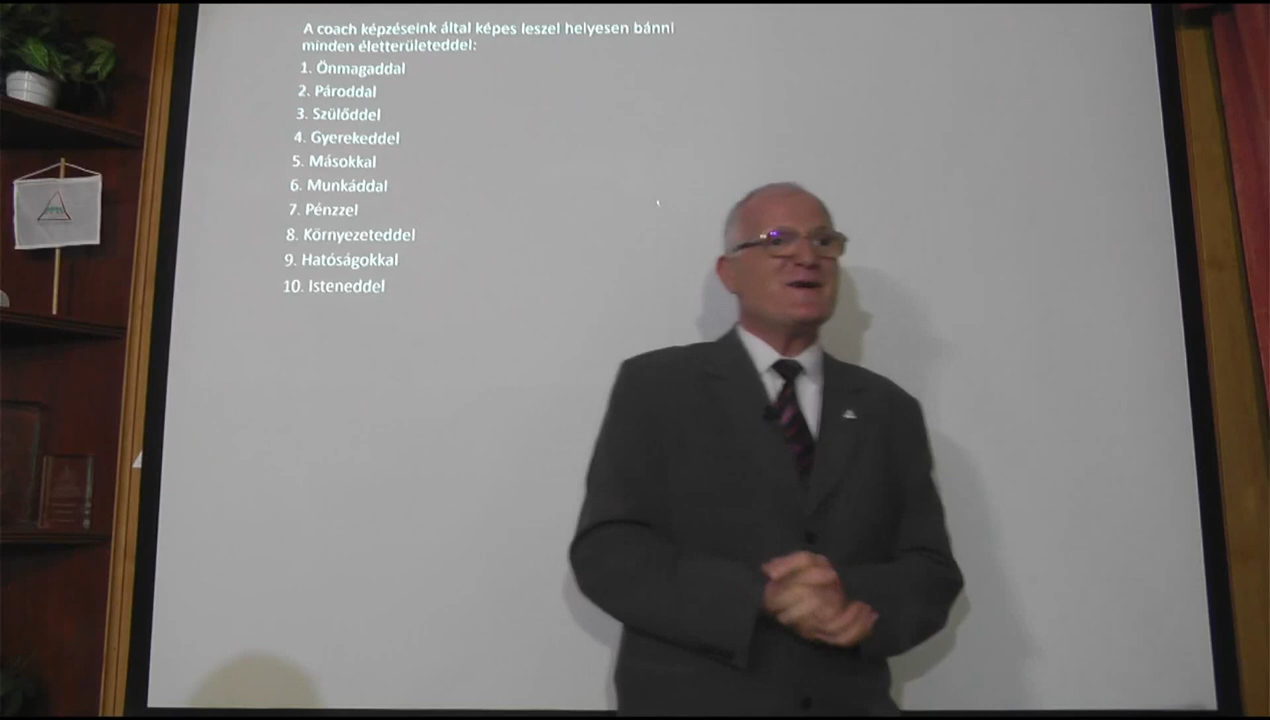 A coach képzéseink által képes leszel helyesen bánni
minden életterületeddel:
1. Önmagaddal
2. Pároddal
3. Szülőddel
4. Gyerekeddel
5. Másokkal
6. Munkáddal
7. Pénzzel
8. Környezeteddel
9. Hatóságokkal
10. Isteneddel